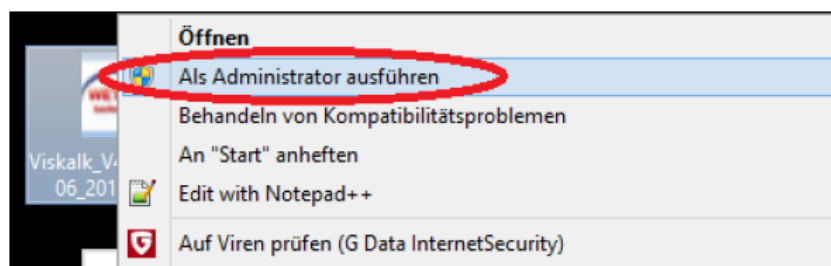 Öffnen
Als Administrator ausführen
Behandeln von Kompatibilitätsproblemen
An "Start" anheften
Viskalk_V
06_201
Edit with Notepad++
Auf Viren prüfen (G Data InternetSecurity)